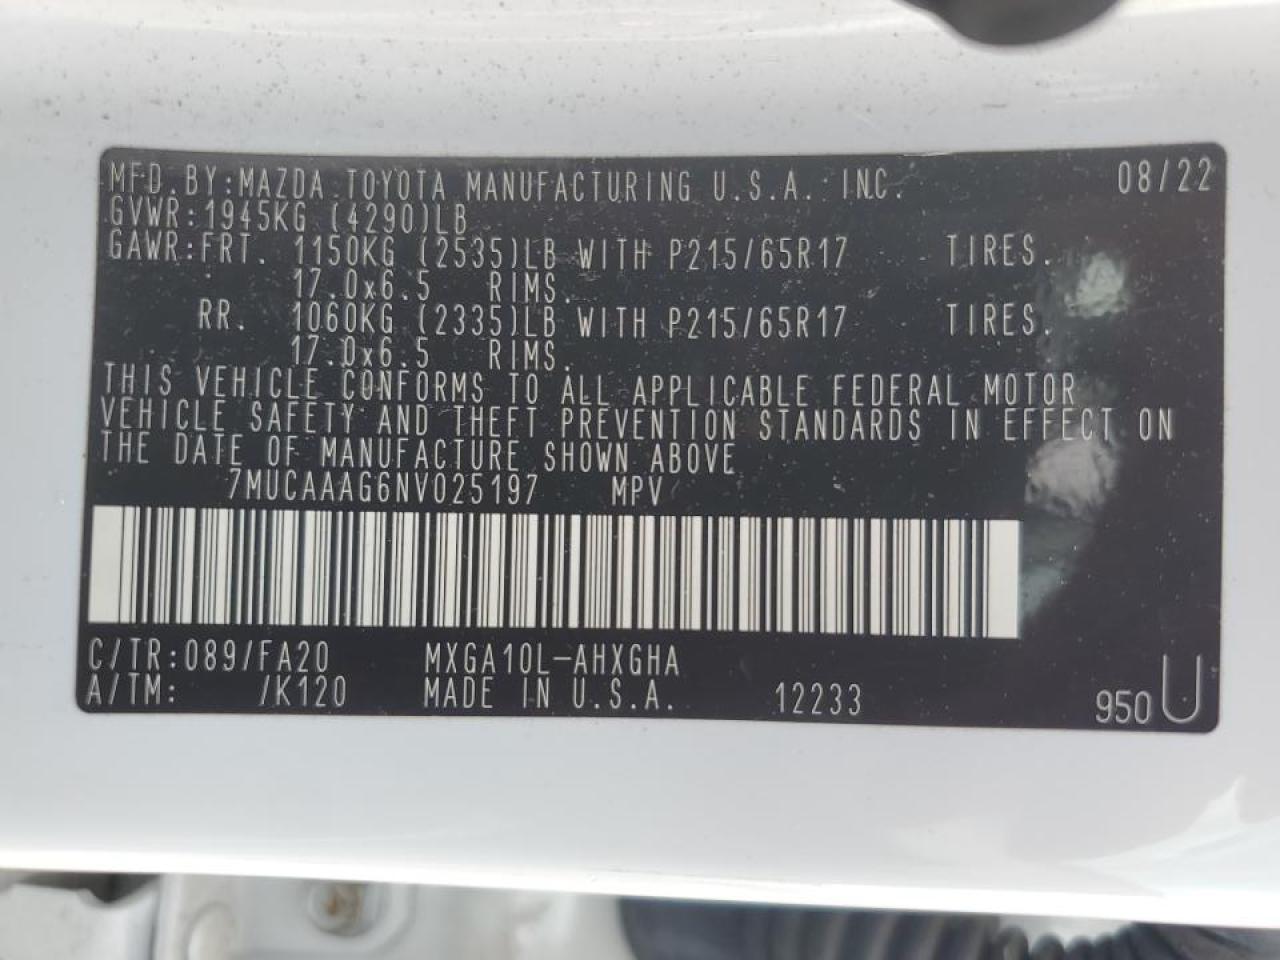 MFD. BY: MAZDA TOYOTA MANUFACTURING U.S.A. INC. 08/22
GVWR: 1945KG (4290)LB
GAWR: FRT. 1150KG (2535)LB WITH P215/65R17 TIRES.
17.0x6.5 RIMS.
RR. 1060KG (2335)LB WITH P215/65R17 TIRES.
17.0x6.5 RIMS.
THIS VEHICLE CONFORMS TO ALL APPLICABLE FEDERAL MOTOR
VEHICLE SAFETY AND THEFT PREVENTION STANDARDS IN EFFECT ON
THE DATE OF MANUFACTURE SHOWN ABOVE
7MUCAAAG6NV025197 MPV
C/TR: 089/FA20 MXGA10L-AHXGHA
A/TM: /K120 MADE IN U.S.A. 12233 950 U